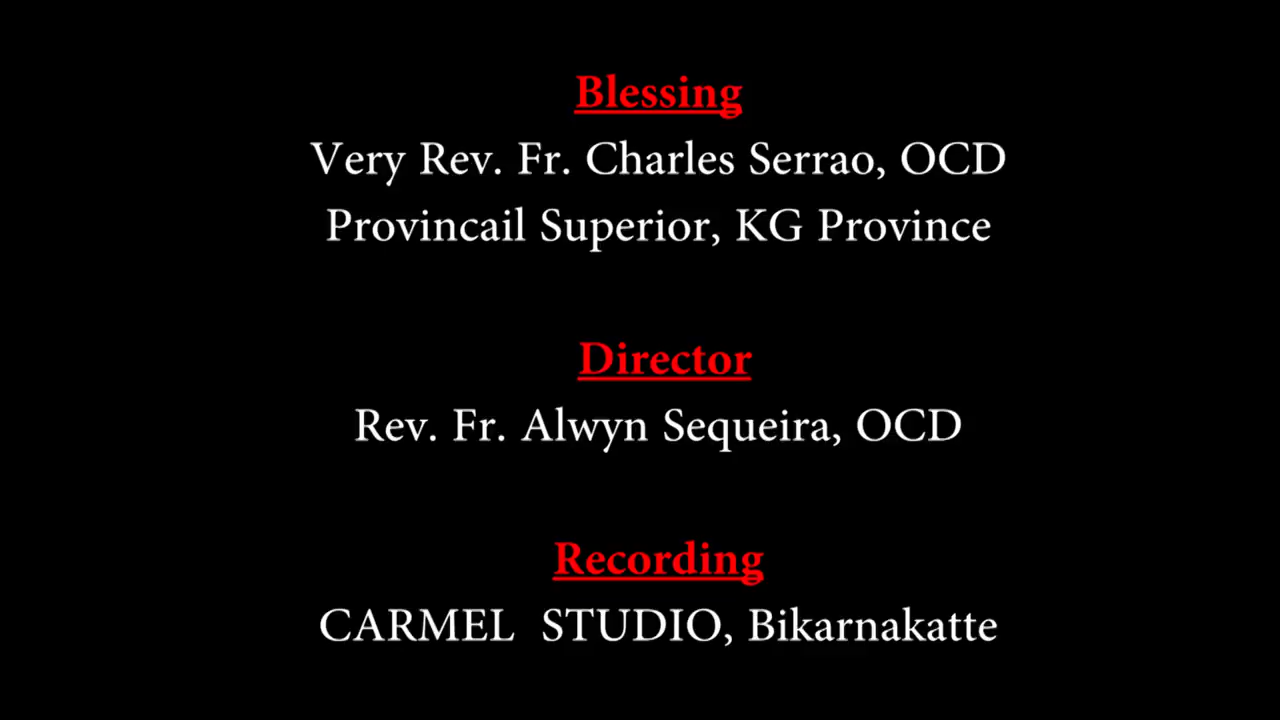 Blessing
Very Rev. Fr. Charles Serrao, OCD
Provincail Superior, KG Province
Director
Rev. Fr. Alwyn Sequeira, OCD
Recording
CARMEL  STUDIO, Bikarnakatte